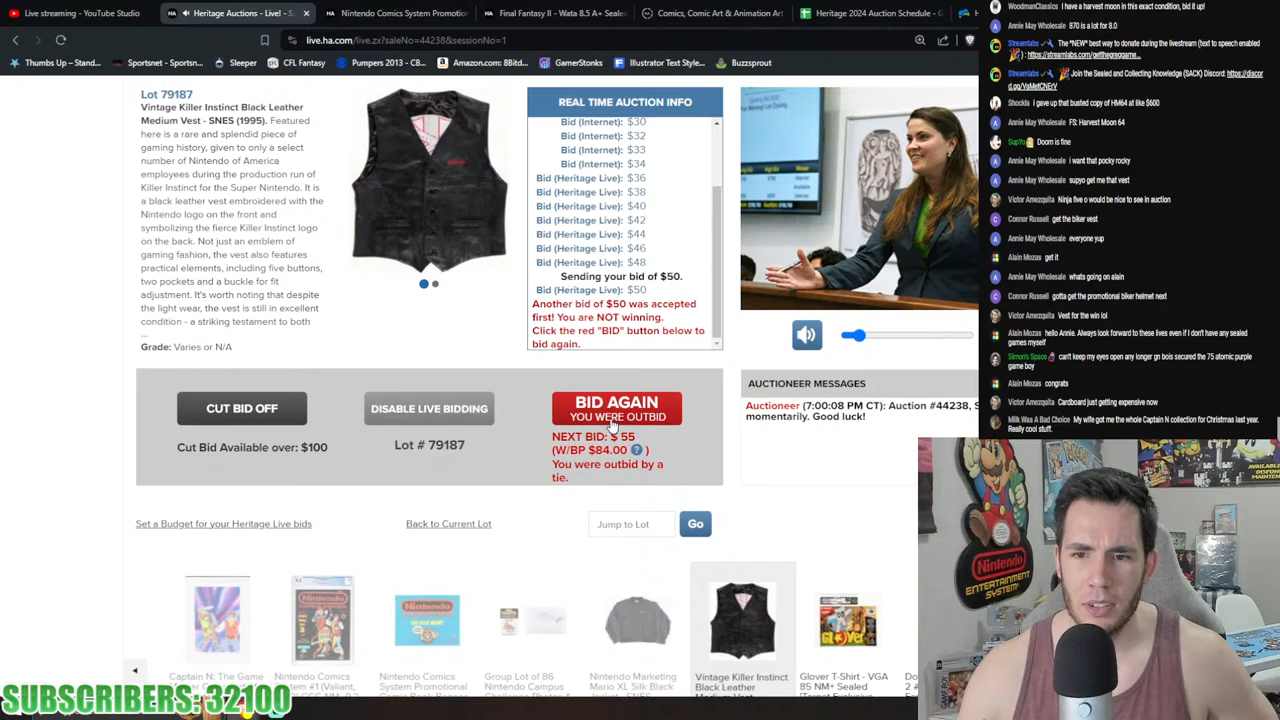 Live streaming - YouTube Studio
Heritage Auctions - Live! - S
Nintendo Comics System Promotion
Final Fantasy II - Wata 8.5 A+ Seale
Comics, Comic Art & Animation Art
Heritage 2024 Auction Schedule - G
live.ha.com/live.zx?saleNo=44238&sessionNo=1
Thumbs Up - Stand...
Sportsnet - Sportsn...
Sleeper
CFL Fantasy
Amazon.com: 8bitd...
GameSjonks
Illustrator Text Style...
Buzzsprout
Lot 79187
Vintage Killer Instinct Black Leather
Medium Vest - SNES (1995). Featured
here is a rare and splendid piece of
gaming history, given to only a select
number of Nintendo of America
employees during the production run of
Killer Instinct for the Super Nintendo. It
is a black leather vest embroidered with the
Nintendo logo on the front and
symbolizing the fierce Killer Instinct logo
on the back. Not just an emblem of
gaming fashion, the vest also features
practical elements, including five buttons,
two pockets and a buckle for fit
adjustment. It's worth noting that despite
the light wear, the vest is still in excellent
condition - a striking testament to both
...
Grade: Varies or N/A
REAL TIME AUCTION INFO
Bid (Internet): $30
Bid (Internet): $32
Bid (Internet): $33
Bid (Internet): $34
Bid (Heritage Live): $36
Bid (Heritage Live): $38
Bid (Heritage Live): $40
Bid (Heritage Live): $42
Bid (Heritage Live): $44
Bid (Heritage Live): $46
Bid (Heritage Live): $48
Sending your bid of $50.
Bid (Heritage Live): $50
Another bid of $50 was accepted
first! You are NOT winning.
Click the red "BID" button below to
bid again.
CUT BID OFF
Cut Bid Available over: $100
DISABLE LIVE BIDDING
Lot # 79187
BID AGAIN
YOU WERE OUTBID
NEXT BID: $ 55
(W/BP $84.00 ? )
You were outbid by a
tie.
AUCTIONEER MESSAGES
Auctioneer (7:00:08 PM CT): Auction #44238, S
momentarily. Good luck!
Set a Budget for your Heritage Live bids
Back to Current Lot
Jump to Lot
Go
Captain N: The Game
Nintendo Comics
System #1 (Valiant,
Nintendo Comics
System Promotional
Group Lot of 86
Nintendo Campus
Nintendo Marketing
Mario XL Silk Black
Vintage Killer Instinct
Black Leather
Glover T-Shirt - VGA
85 NM+ Sealed
SUBSCRIBERS: 32100
WoodmanClassics I have a harvest moon in this exact condition, bid it up!
Annie May Wholesale 870 is a lot for 8.0
Streamlabs The *NEW* best way to donate during the livestream (text to speech enabled
Streamlabs Join the Sealed and Collecting Knowledge (SACK) Discord: https://discor
d.gg/VaMetCNErV
Shockla I gave up that busted copy of HM64 at like $600
Annie May Wholesale FS: Harvest Moon 64
SupYo Doom is fine
Annie May Wholesale i want that pocky rocky
Annie May Wholesale supyo get me that vest
Victor Amezquita Ninja five o would be nice to see in auction
Connor Russell get the biker vest
Annie May Wholesale everyone yup
Alain Mozas get it
Annie May Wholesale whats going on alain
Connor Russell gotta get the promotional biker helmet next
Victor Amezquita Vest for the win lol
Alain Mozas hello Annie. Always look forward to these lives even if I don't have any sealed
games myself
Simon's Space can't keep my eyes open any longer gn bois secured the 75 atomic purple
game boy
Alain Mozas congrats
Victor Amezquita Cardboard just getting expensive now
Milk Was A Bad Choice My wife got me the whole Captain N collection for Christmas last year.
Really cool stuff.
Nintendo
ENTERTAINMENT
SYSTEM